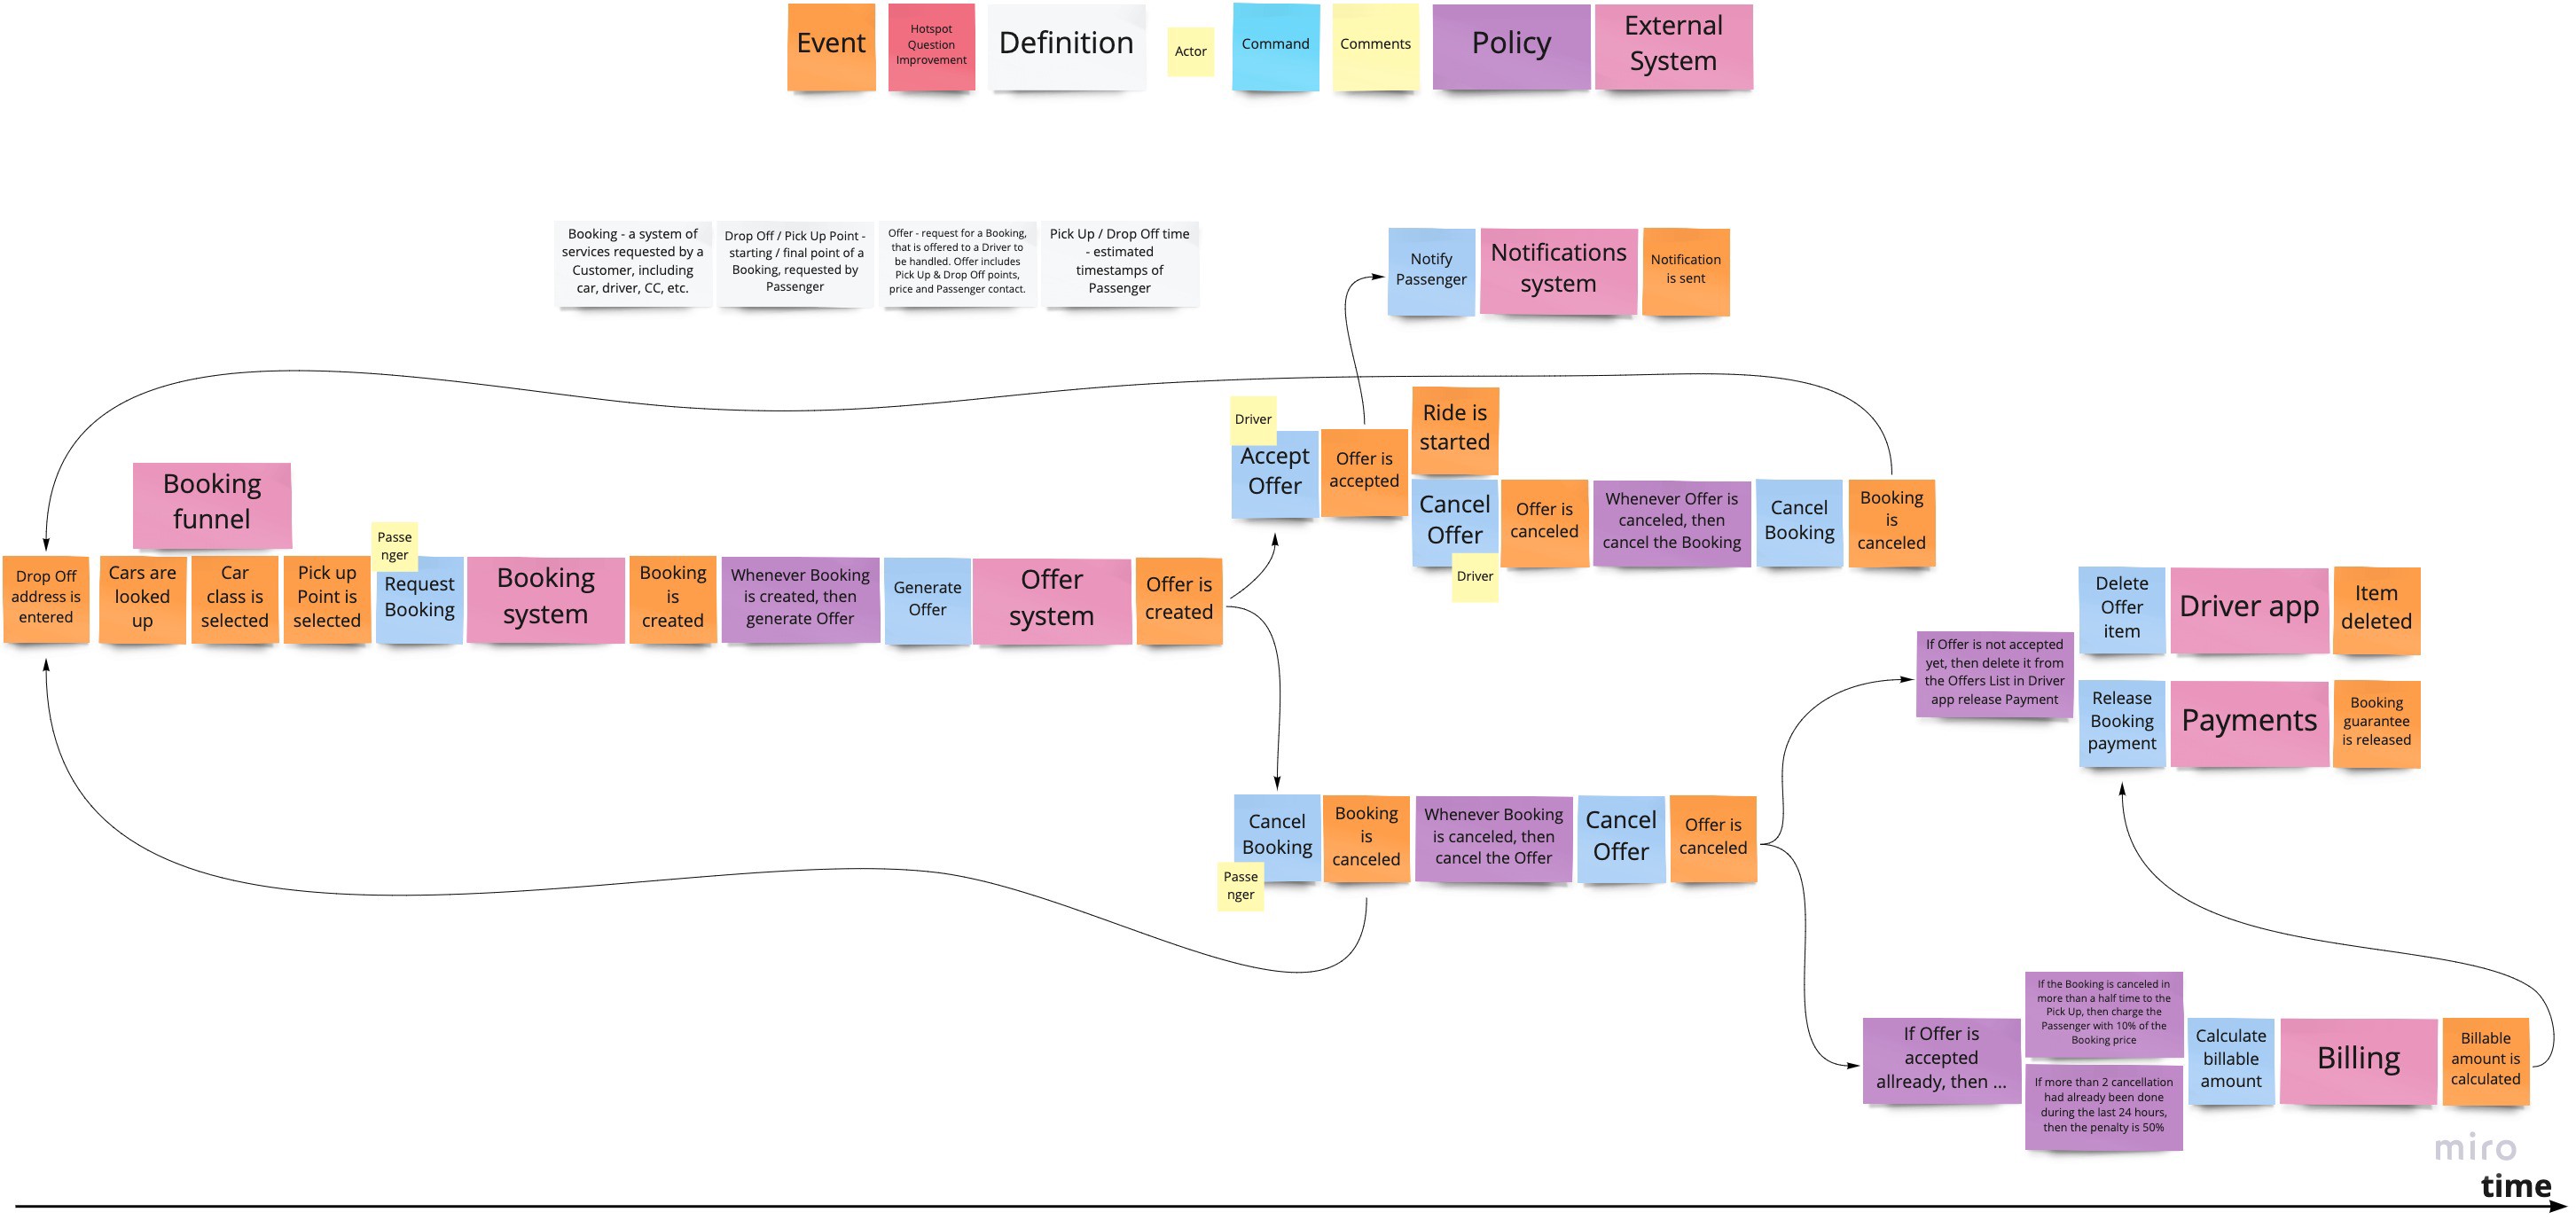 Event
Hotspot
Question
Improvement
Definition
Actor
Command
Comments
Policy
External
System
Booking - a system of
services requested by a
Customer, including
car, driver, CC, etc.
Drop Off / Pick Up Point -
starting / final point of a
Booking, requested by
Passenger
Offer - request for a Booking,
that is offered to a Driver to
be handled. Offer includes
Pick Up & Drop Off points,
price and Passenger contact.
Pick Up / Drop Off time
- estimated
timestamps of
Passenger
Notify
Passenger
Notifications
system
Notification
is sent
Driver
Accept
Offer
Offer is
accepted
Ride is
started
Cancel
Offer
Driver
Offer is
canceled
Whenever Offer is
canceled, then
cancel the Booking
Cancel
Booking
Booking
is
canceled
Booking
funnel
Drop Off
address is
entered
Cars are
looked
up
Car
class is
selected
Pick up
Point is
selected
Passe
nger
Request
Booking
Booking
system
Booking
is
created
Whenever Booking
is created, then
generate Offer
Generate
Offer
Offer
system
Offer is
created
If Offer is not accepted
yet, then delete it from
the Offers List in Driver
app release Payment
Delete
Offer
item
Driver app
Item
deleted
Release
Booking
payment
Payments
Booking
guarantee
is released
Cancel
Booking
Passe
nger
Booking
is
canceled
Whenever Booking
is canceled, then
cancel the Offer
Cancel
Offer
Offer is
canceled
If Offer is
accepted
allready, then ...
If the Booking is canceled in
more than a half time to the
Pick Up, then charge the
Passenger with 10% of the
Booking price
If more than 2 cancellation
had already been done
during the last 24 hours,
then the penalty is 50%
Calculate
billable
amount
Billing
Billable
amount is
calculated
miro
time